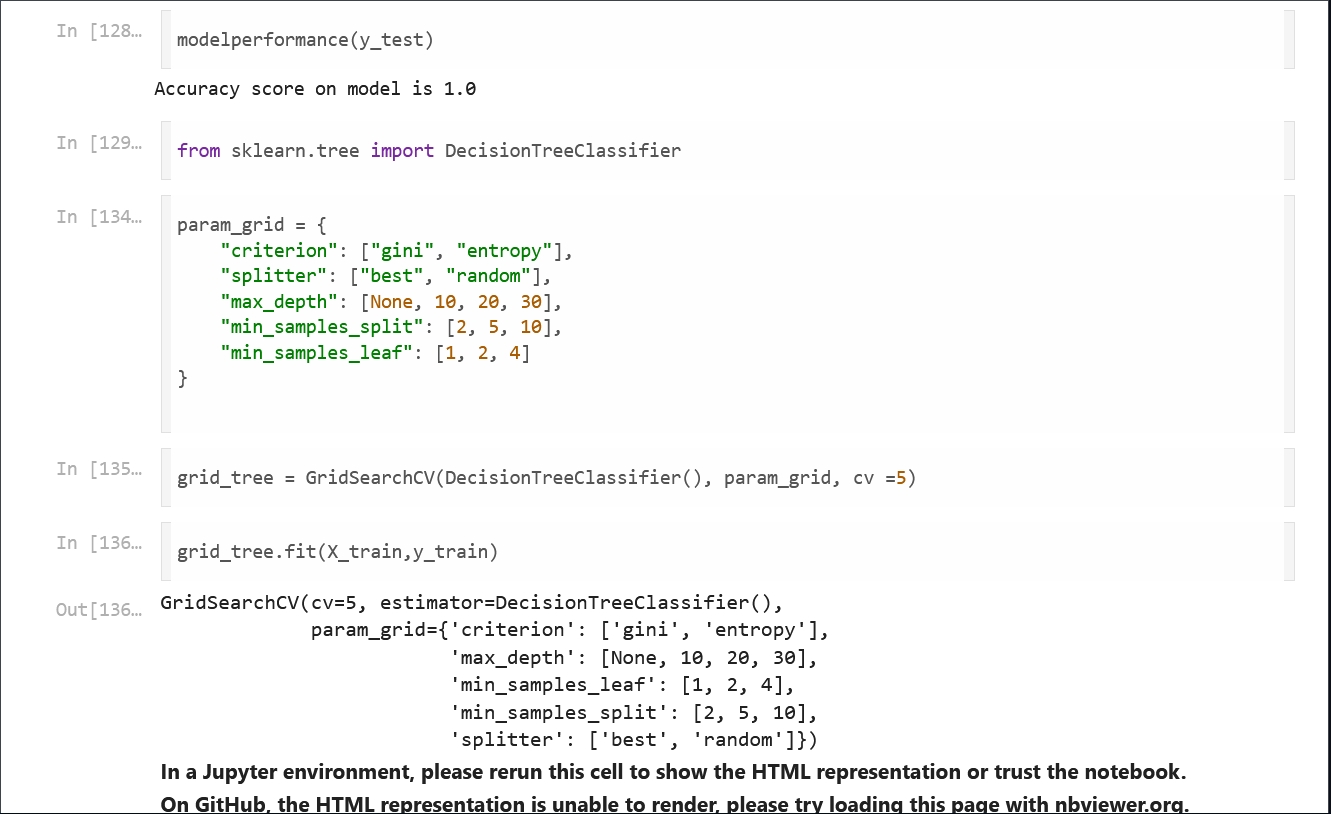 In [128…
modelperformance(y_test)
Accuracy score on model is 1.0
In [129…
from sklearn.tree import DecisionTreeClassifier
In [134…
param_grid = {
    "criterion": ["gini", "entropy"],
    "splitter": ["best", "random"],
    "max_depth": [None, 10, 20, 30],
    "min_samples_split": [2, 5, 10],
    "min_samples_leaf": [1, 2, 4]
}
In [135…
grid_tree = GridSearchCV(DecisionTreeClassifier(), param_grid, cv =5)
In [136…
grid_tree.fit(X_train,y_train)
Out[136…
GridSearchCV(cv=5, estimator=DecisionTreeClassifier(),
             param_grid={'criterion': ['gini', 'entropy'],
                         'max_depth': [None, 10, 20, 30],
                         'min_samples_leaf': [1, 2, 4],
                         'min_samples_split': [2, 5, 10],
                         'splitter': ['best', 'random']})
In a Jupyter environment, please rerun this cell to show the HTML representation or trust the notebook.
On GitHub, the HTML representation is unable to render, please try loading this page with nbviewer.org.